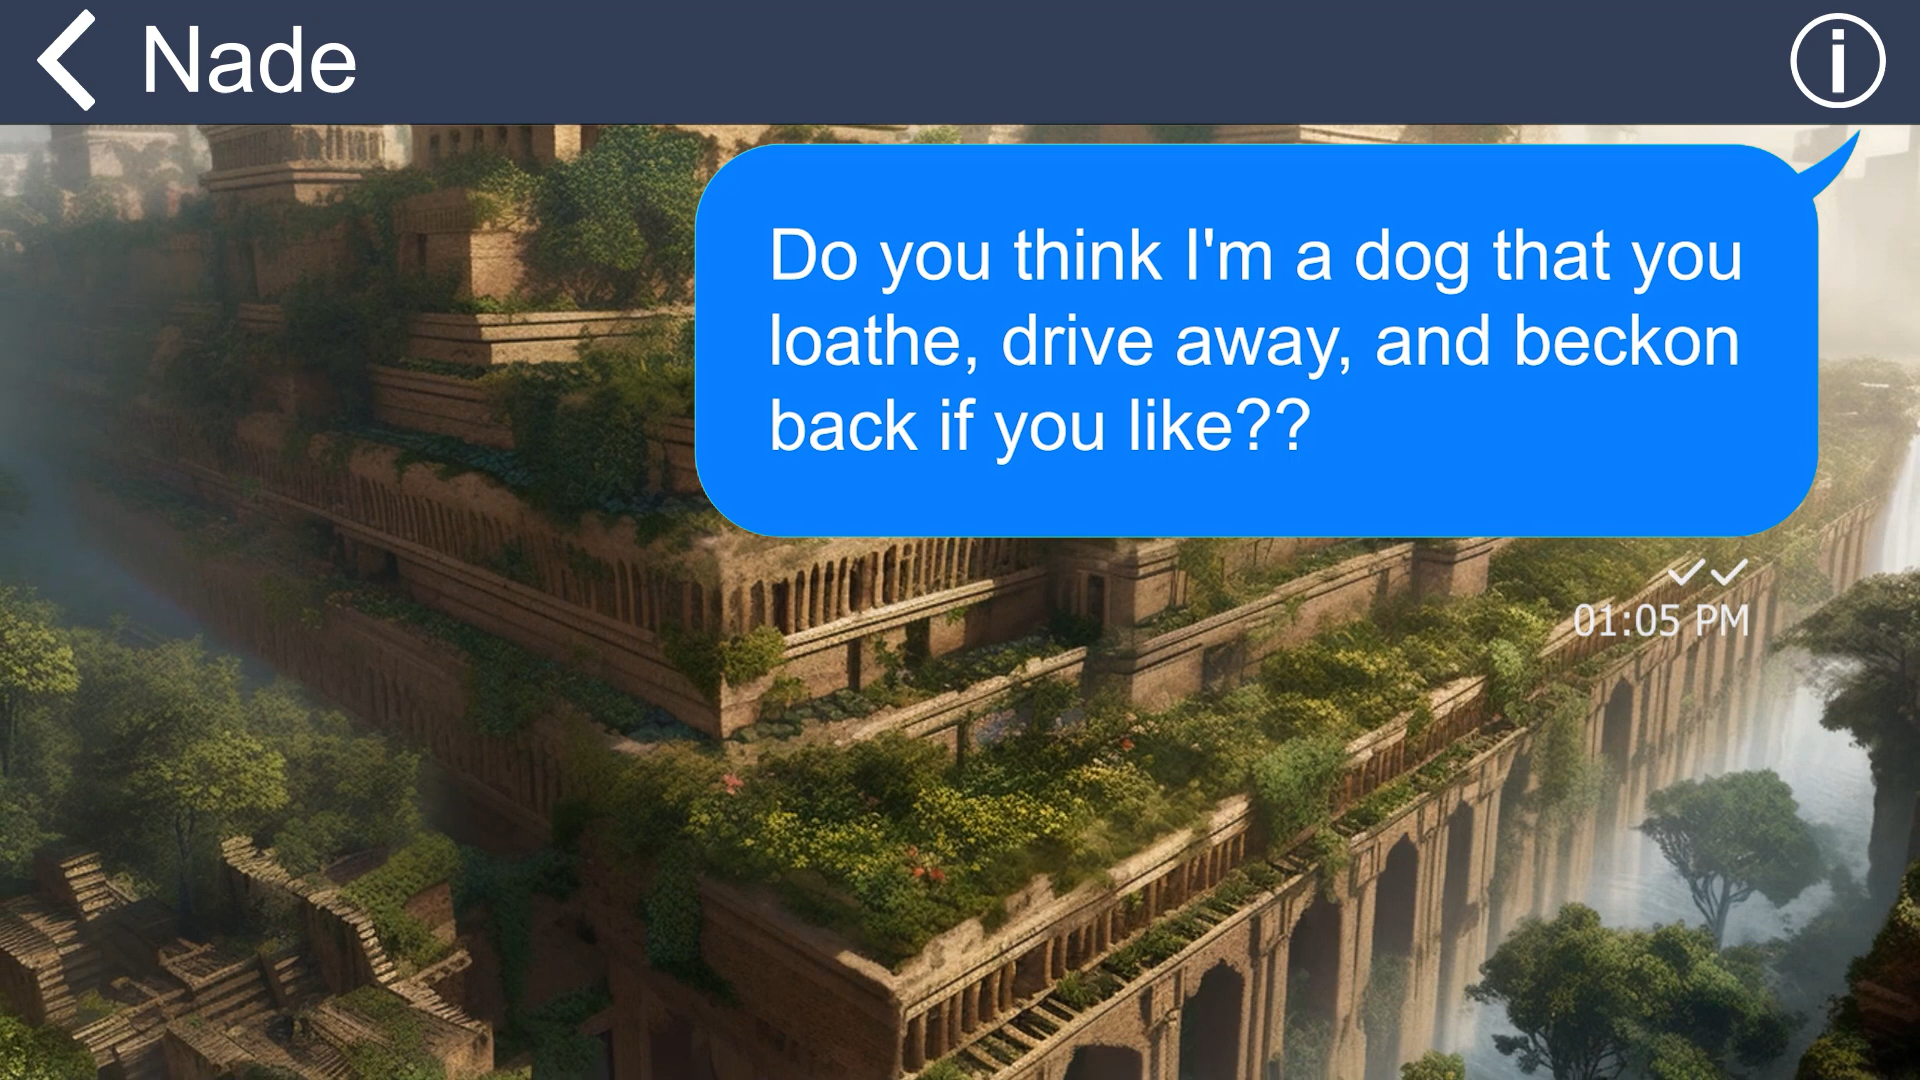 Nade
Do you think I'm a dog that you
loathe, drive away, and beckon
back if you like??
01:05 PM